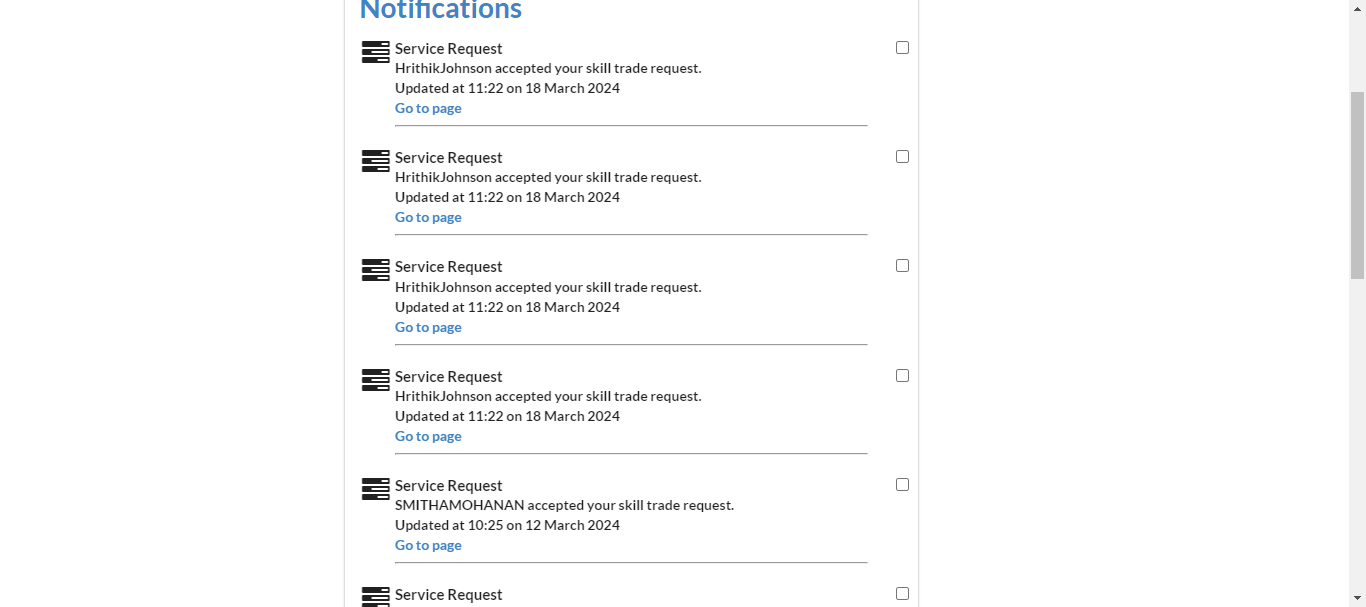 Notifications
Service Request
HrithikJohnson accepted your skill trade request.
Updated at 11:22 on 18 March 2024
Go to page
Service Request
HrithikJohnson accepted your skill trade request.
Updated at 11:22 on 18 March 2024
Go to page
Service Request
HrithikJohnson accepted your skill trade request.
Updated at 11:22 on 18 March 2024
Go to page
Service Request
HrithikJohnson accepted your skill trade request.
Updated at 11:22 on 18 March 2024
Go to page
Service Request
SMITHAMOHANAN accepted your skill trade request.
Updated at 10:25 on 12 March 2024
Go to page
Service Request